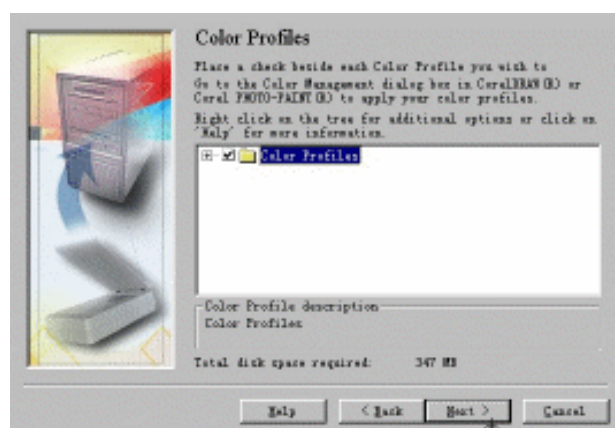 Color Profiles
Place a check beside each Color Profile you wish to
Go to the Color Management dialog box in CorelDRAW(R) or
Corel PHOTO-PAINT(R) to apply your color profiles.
Right click on the tree for additional options or click on
'Help' for more information.
Color Profiles
Color Profile description
Color Profiles
Total disk space required: 347 MB
Help
< Back
Next >
Cancel